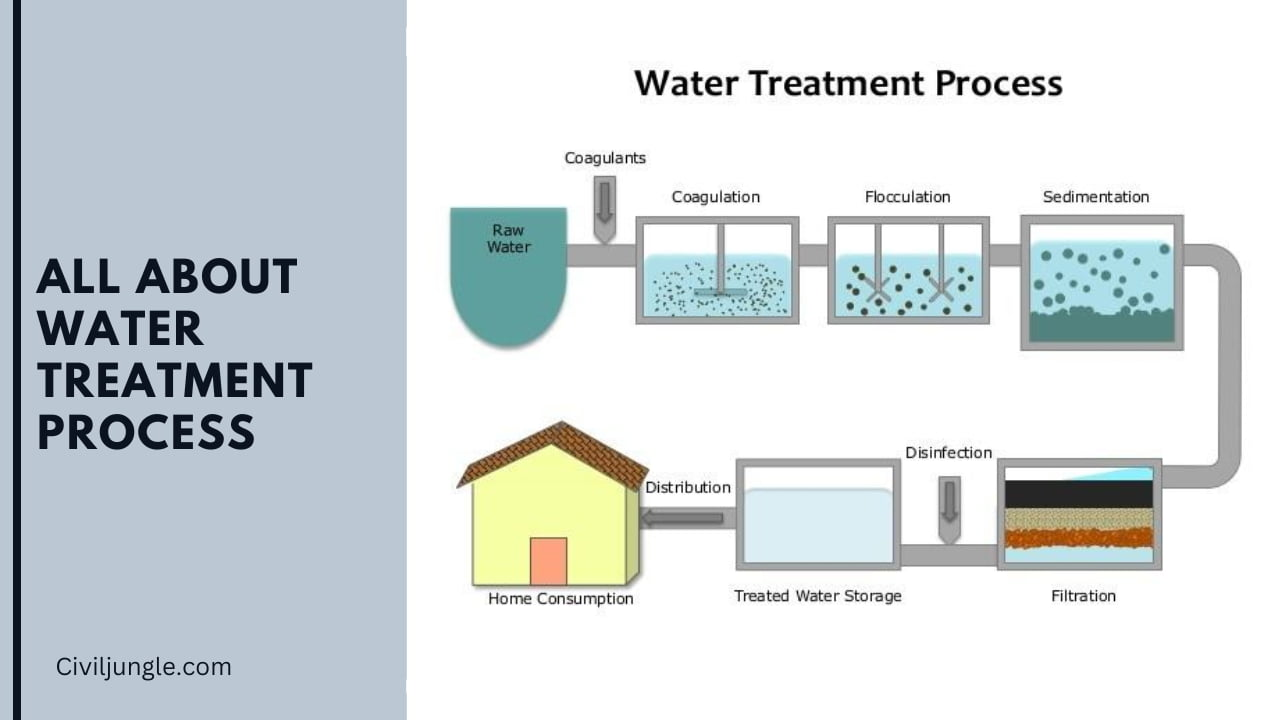 ALL ABOUT
WATER
TREATMENT
PROCESS
Civiljungle.com
Water Treatment Process
Coagulants
Raw
Water
Coagulation
Flocculation
Sedimentation
Disinfection
Distribution
Home Consumption
Treated Water Storage
Filtration